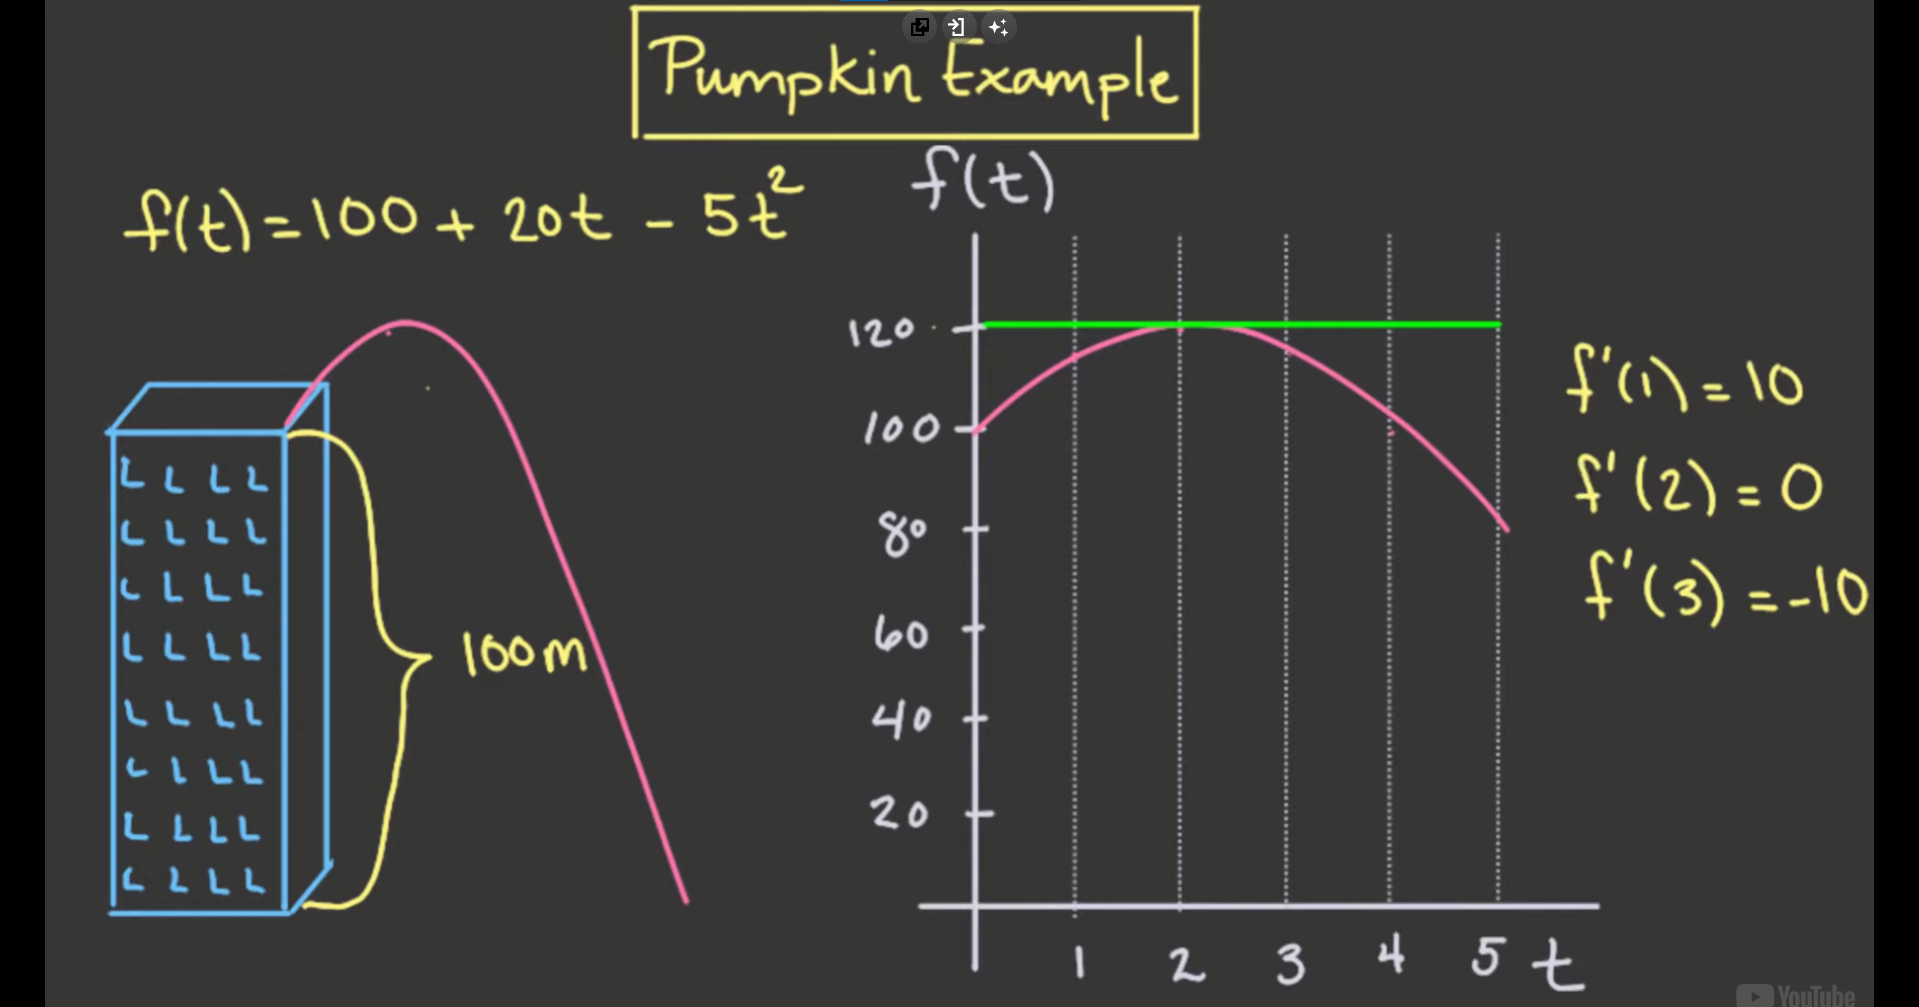 Pumpkin Example
f(t) = 100 + 20t - 5t²
100m
f(t)
120
100
80
60
40
20
1 2 3 4 5 t
f'(1) = 10
f'(2) = 0
f'(3) = -10
YouTube